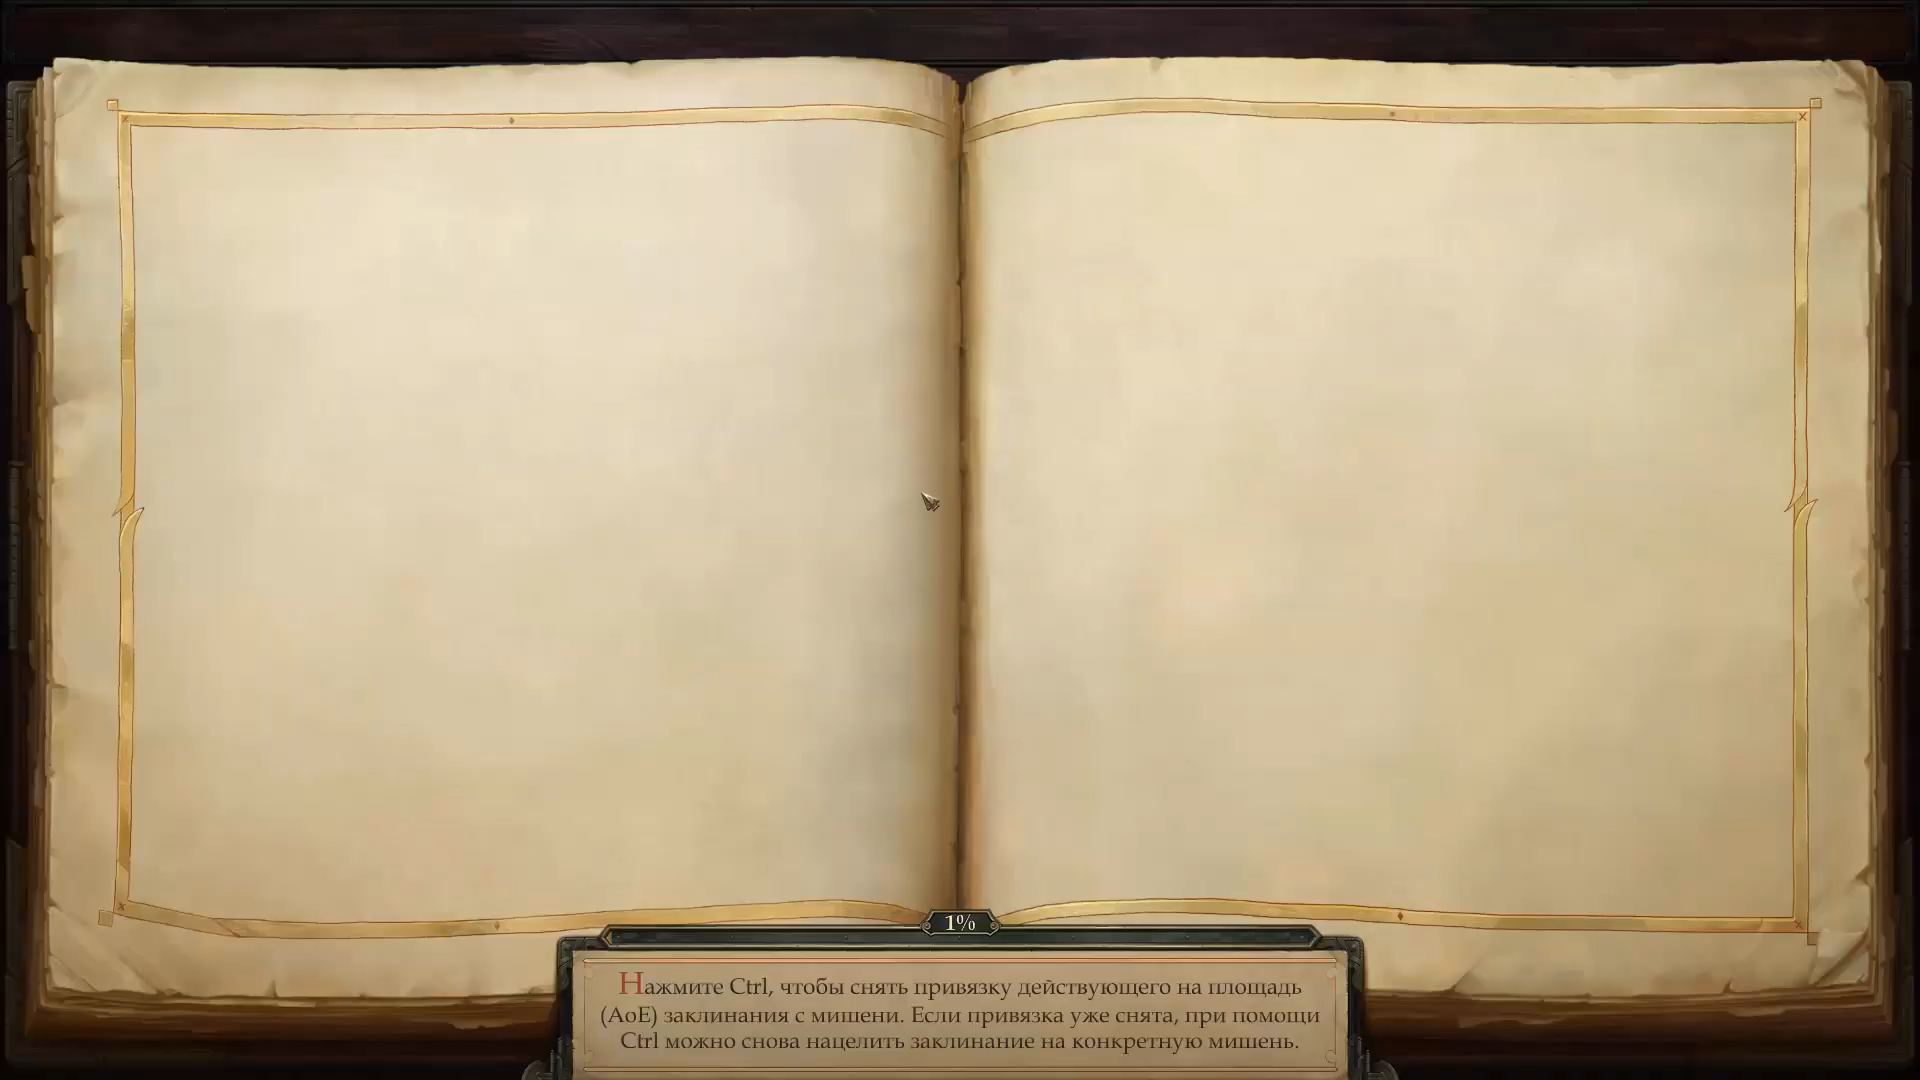 1%
Нажмите Ctrl, чтобы снять привязку действующего на площадь
(AoE) заклинания с мишени. Если привязка уже снята, при помощи
Ctrl можно снова нацелить заклинание на конкретную мишень.